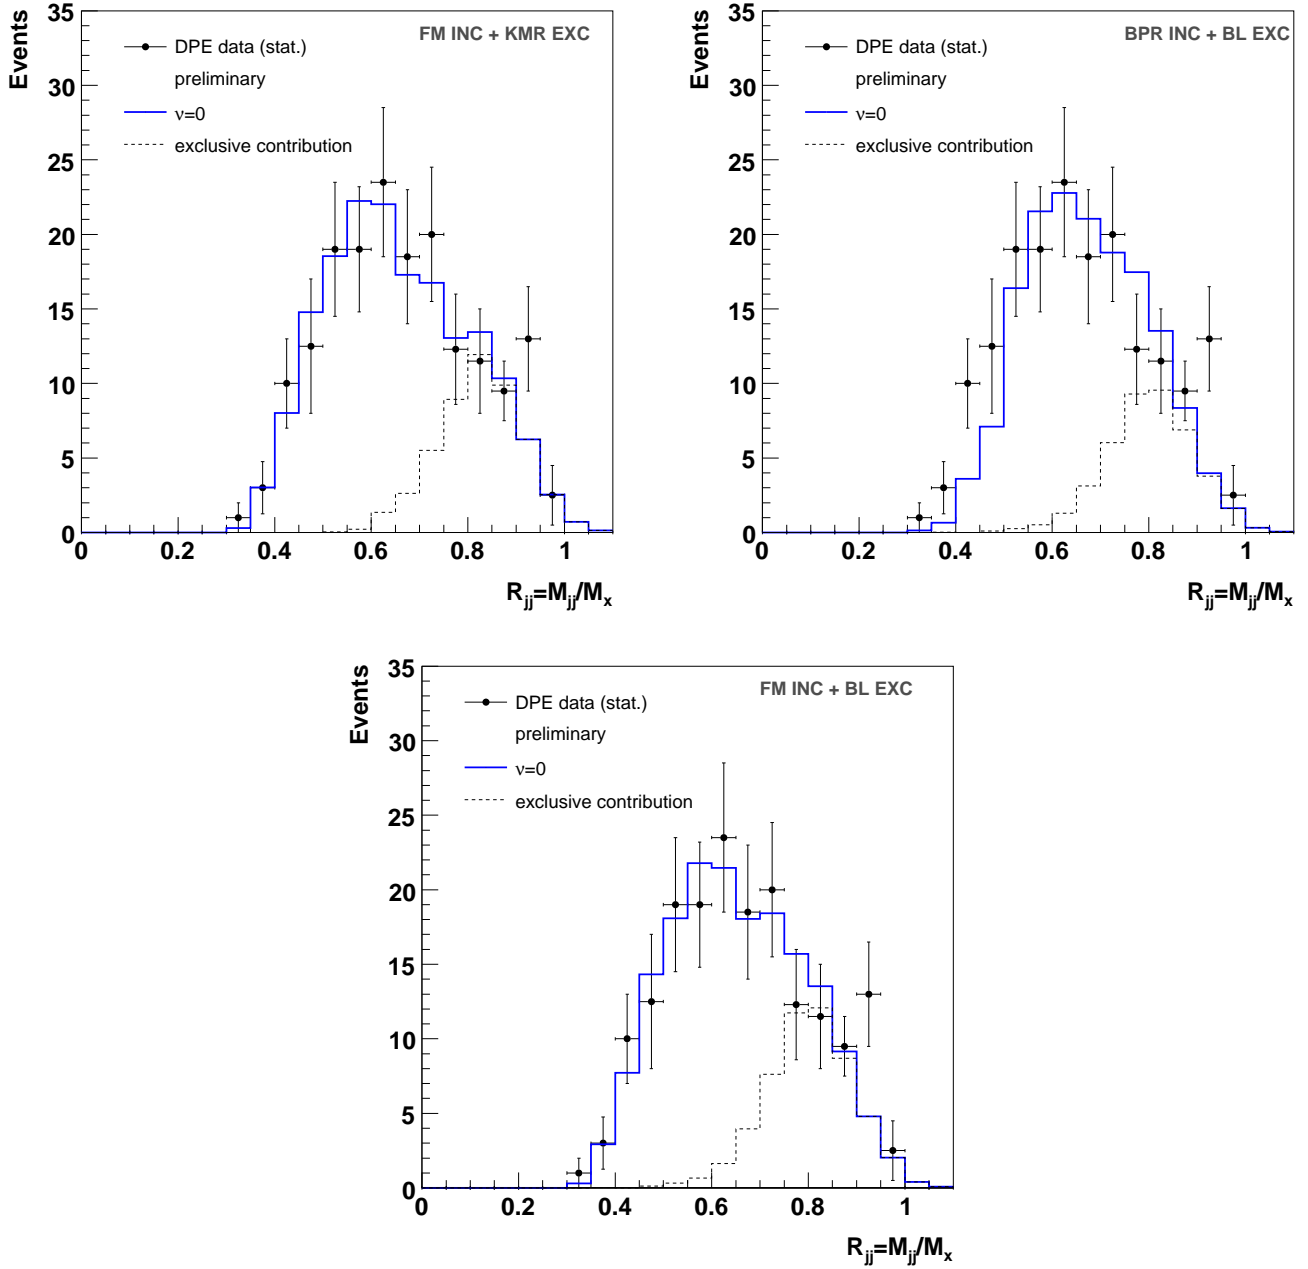 FM INC + KMR EXC
Events
DPE data (stat.)
preliminary
ν=0
exclusive contribution
35
30
25
20
15
10
5
0
0 0.2 0.4 0.6 0.8 1
R_jj=M_jj/M_x
BPR INC + BL EXC
Events
DPE data (stat.)
preliminary
ν=0
exclusive contribution
35
30
25
20
15
10
5
0
0 0.2 0.4 0.6 0.8 1
R_jj=M_jj/M_x
FM INC + BL EXC
Events
DPE data (stat.)
preliminary
ν=0
exclusive contribution
35
30
25
20
15
10
5
0
0 0.2 0.4 0.6 0.8 1
R_jj=M_jj/M_x